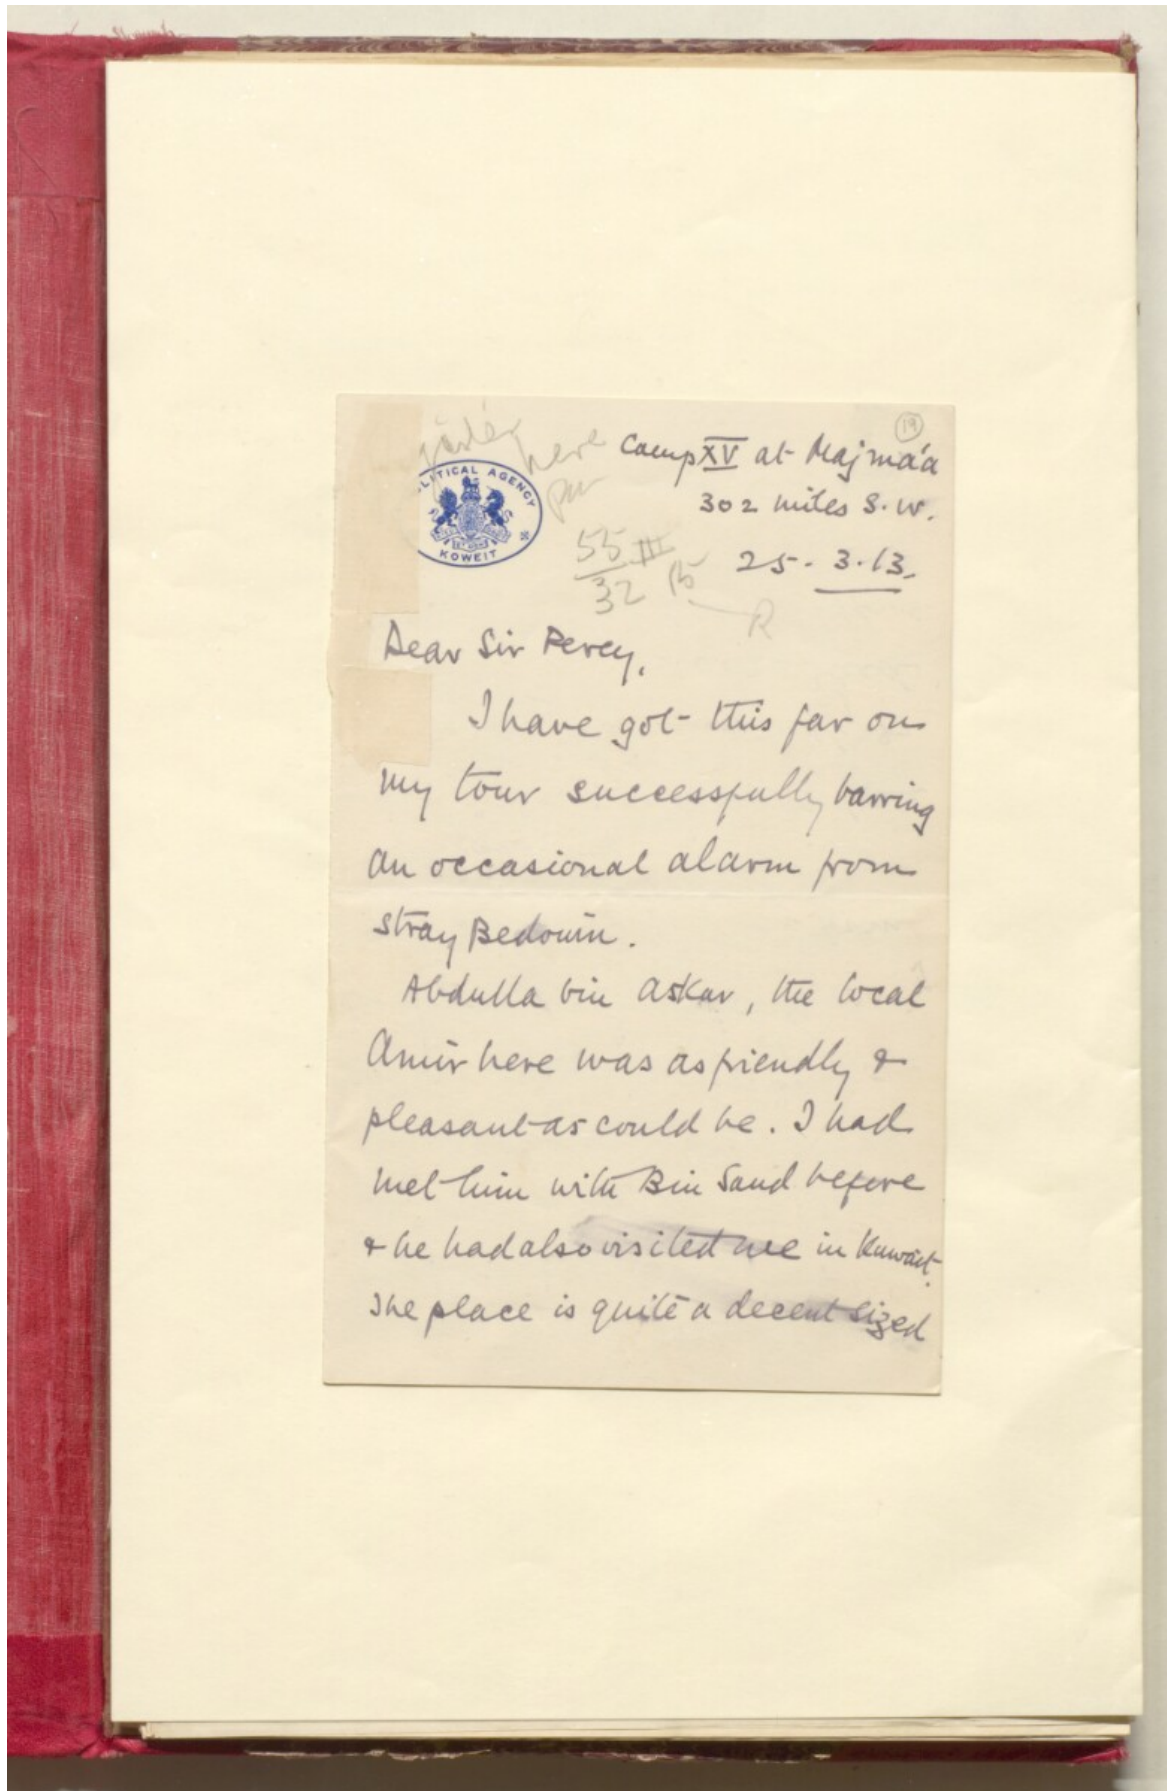 19
here
Camp XV at Majma'a
302 miles S.W.
POLITICAL AGENCY
KOWEIT
55 III
32
R
25.3.13.
Dear Sir Percy,
I have got this far on
my tour successfully barring
an occasional alarm from
stray Bedouin.
Abdulla bin Askar, the local
Amir here was as friendly &
pleasant as could be. I had
met him with Bin Saud before
& he had also visited me in Kuwait.
The place is quite a decent sized